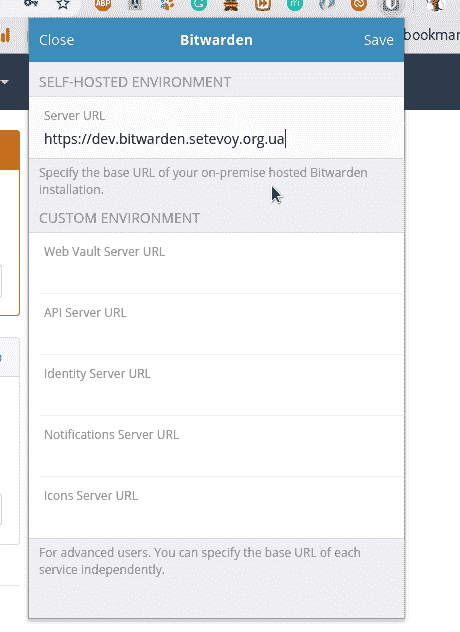 ABP
bookmar
Close Bitwarden Save
SELF-HOSTED ENVIRONMENT
Server URL
https://dev.bitwarden.setevoy.org.ua
Specify the base URL of your on-premise hosted Bitwarden
installation.
CUSTOM ENVIRONMENT
Web Vault Server URL
API Server URL
Identity Server URL
Notifications Server URL
Icons Server URL
For advanced users. You can specify the base URL of each
service independently.